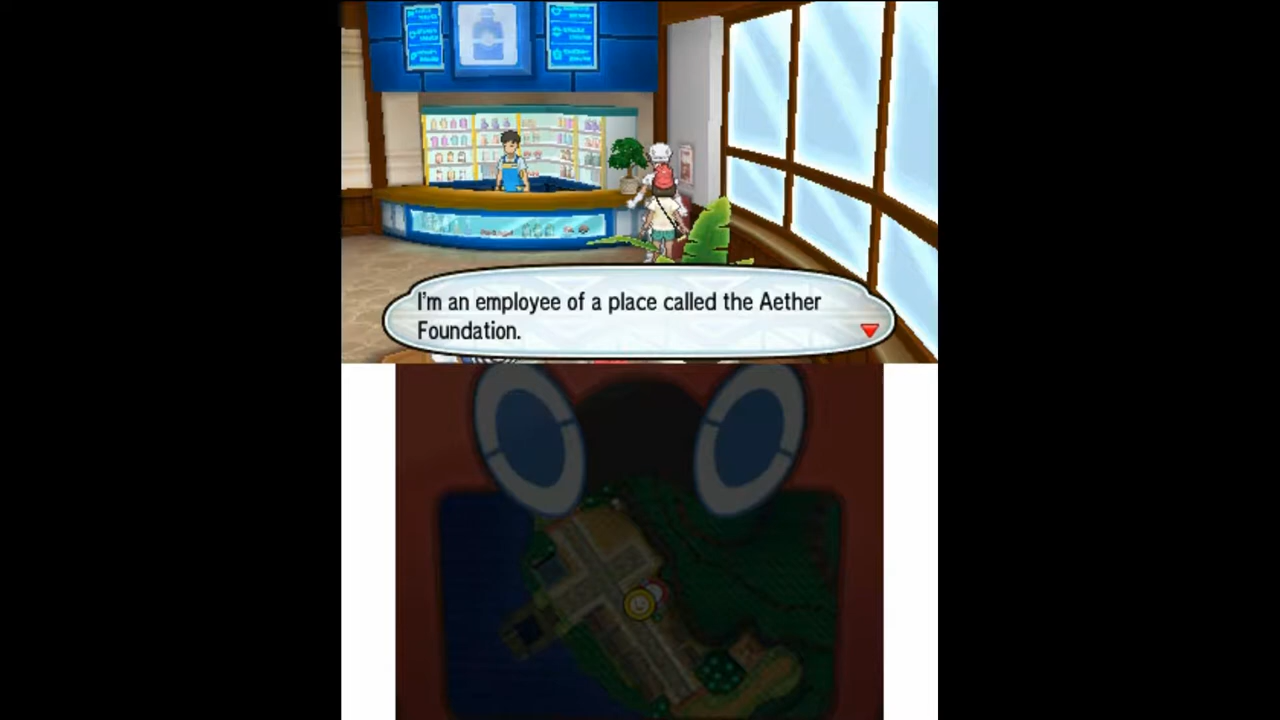 I'm an employee of a place called the Aether
Foundation.